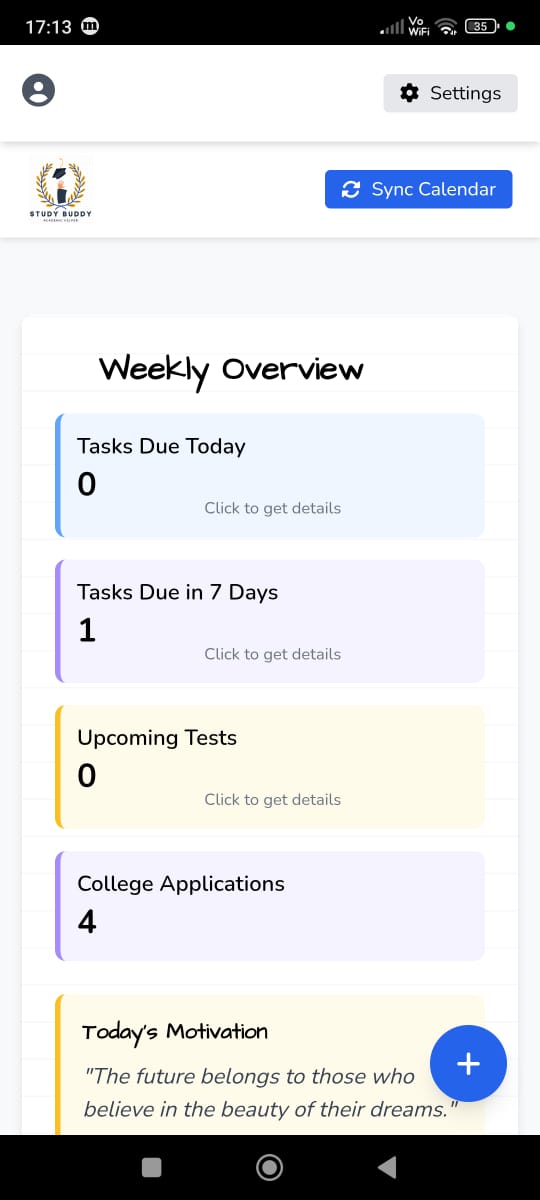 17:13
Vo
WiFi
35
Settings
STUDY BUDDY
ACADEMIC HELPER
Sync Calendar
Weekly Overview
Tasks Due Today
0
Click to get details
Tasks Due in 7 Days
1
Click to get details
Upcoming Tests
0
Click to get details
College Applications
4
Today's Motivation
"The future belongs to those who
believe in the beauty of their dreams."